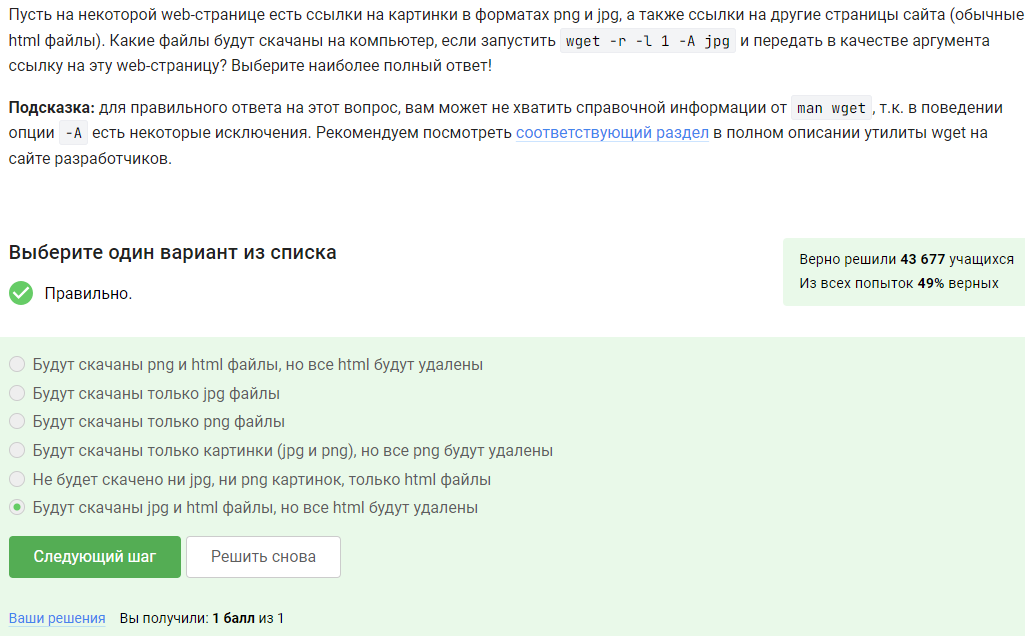 Пусть на некоторой web-странице есть ссылки на картинки в форматах png и jpg, а также ссылки на другие страницы сайта (обычные
html файлы). Какие файлы будут скачаны на компьютер, если запустить wget -r -l 1 -A jpg и передать в качестве аргумента
ссылку на эту web-страницу? Выберите наиболее полный ответ!
Подсказка: для правильного ответа на этот вопрос, вам может не хватить справочной информации от man wget, т.к. в поведении
опции -A есть некоторые исключения. Рекомендуем посмотреть соответствующий раздел в полном описании утилиты wget на
сайте разработчиков.
Выберите один вариант из списка
Правильно.
Верно решили 43 677 учащихся
Из всех попыток 49% верных
Будут скачаны png и html файлы, но все html будут удалены
Будут скачаны только jpg файлы
Будут скачаны только png файлы
Будут скачаны только картинки (jpg и png), но все png будут удалены
Не будет скачено ни jpg, ни png картинок, только html файлы
Будут скачаны jpg и html файлы, но все html будут удалены
Следующий шаг
Решить снова
Ваши решения Вы получили: 1 балл из 1